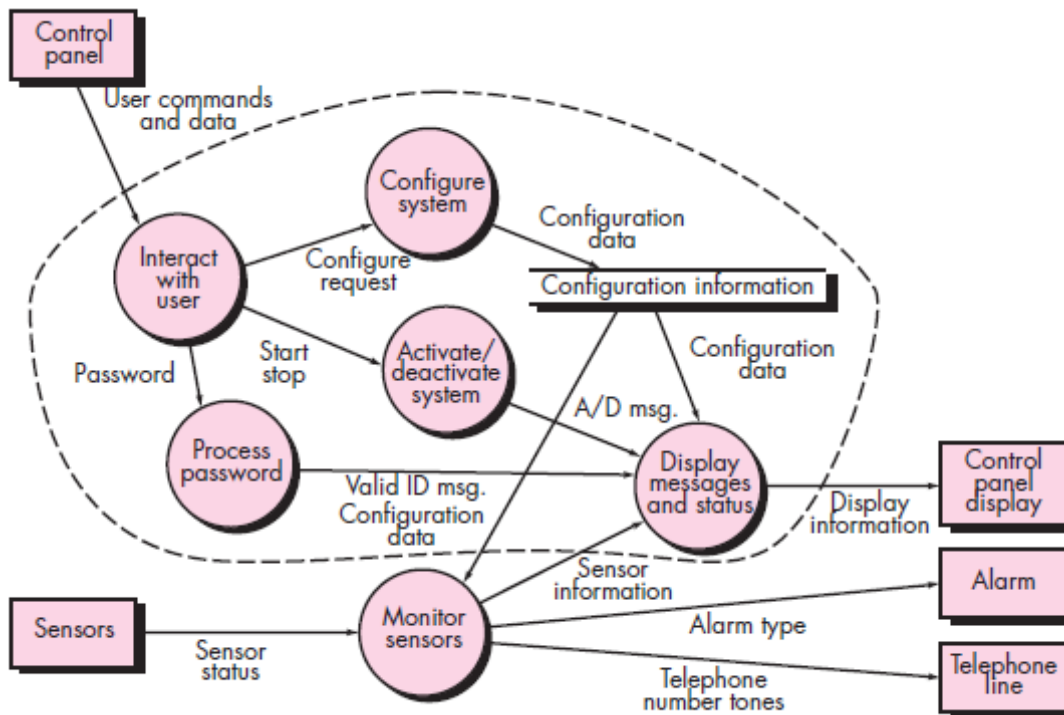 Control
panel
User commands
and data
Configure
system
Configuration
data
Interact
with
user
Configure
request
Configuration information
Password
Start
stop
Activate/
deactivate
system
Configuration
data
A/D msg.
Process
password
Valid ID msg.
Configuration
data
Display
messages
and status
Display
information
Control
panel
display
Sensors
Sensor
status
Monitor
sensors
Sensor
information
Alarm type
Alarm
Telephone
number tones
Telephone
line